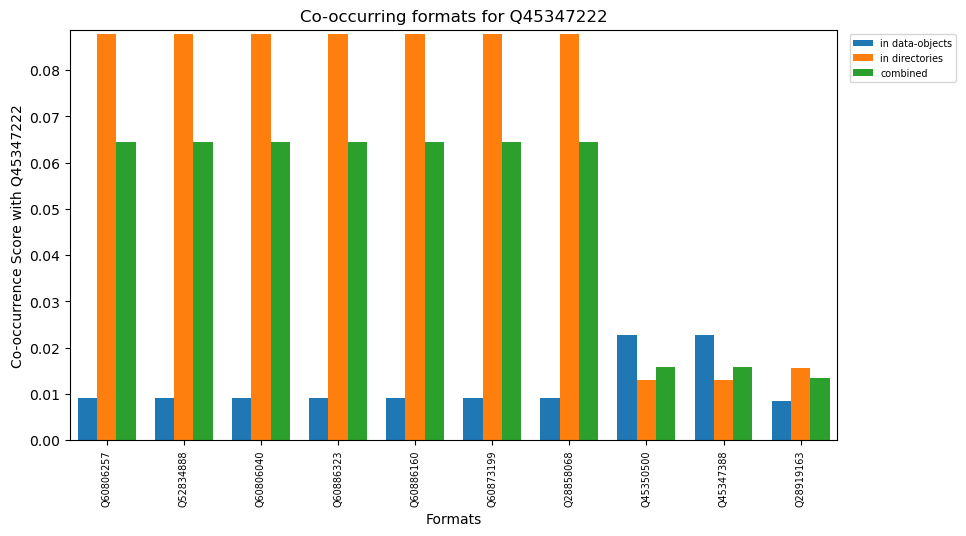 Co-occurring formats for Q45347222
Co-occurrence Score with Q45347222
0.08
0.07
0.06
0.05
0.04
0.03
0.02
0.01
0.00
in data-objects
in directories
combined
Q60806257
Q52834888
Q60806040
Q60886323
Q60886160
Q60873199
Q28858068
Q45350500
Q45347388
Q28919163
Formats